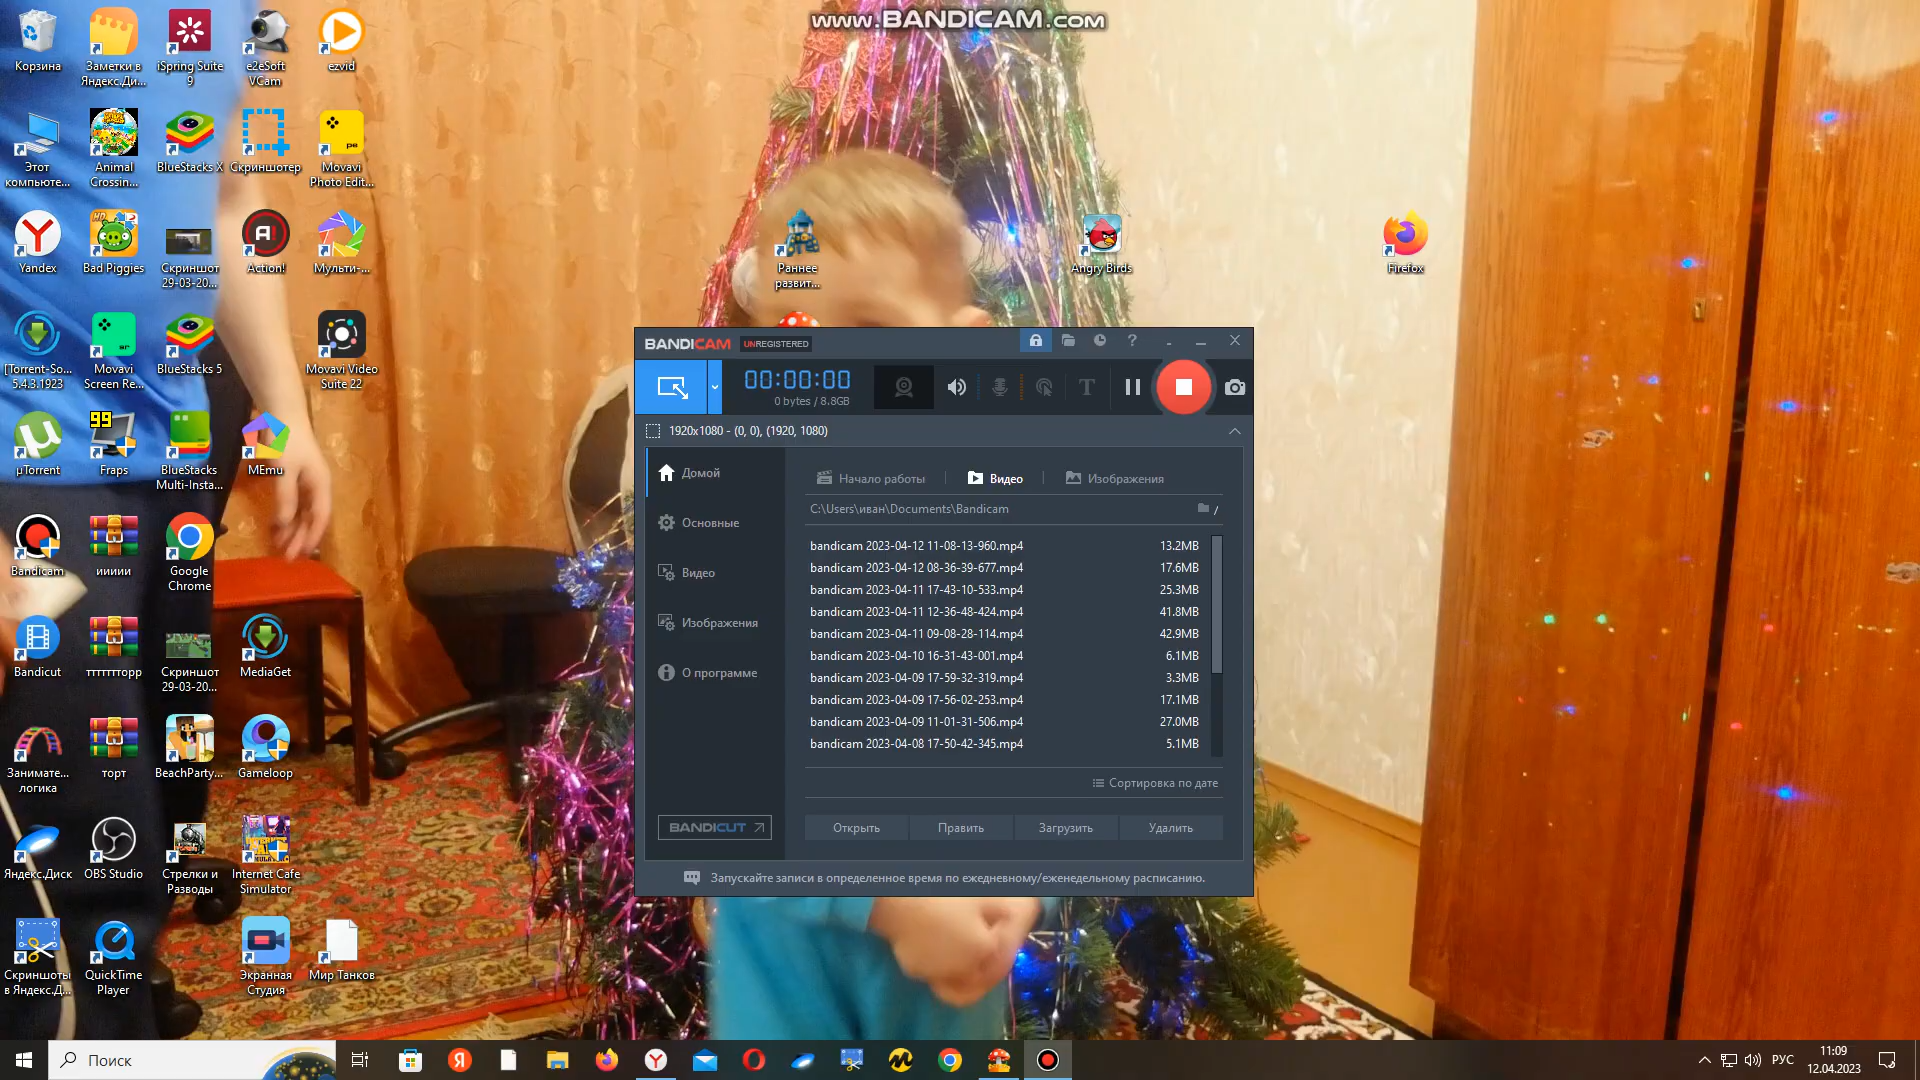 www.BANDICAM.com
Корзина
Заметки в
Яндекс.Ди...
iSpring Suite
9
e2eSoft
VCam
ezvid
Этот
компьюте...
Animal
Crossin...
BlueStacks X
Скриншотер
Movavi
Photo Edit...
Yandex
Bad Piggies
Скриншот
29-03-20...
Action!
Мульти-...
Раннее
развит...
Angry Birds
Firefox
[Torrent-So...
5.4.3.1923
Movavi
Screen Re...
BlueStacks 5
Movavi Video
Suite 22
µTorrent
Fraps
BlueStacks
Multi-Insta...
MEmu
Bandicam
иииии
Google
Chrome
Bandicut
ттттттторр
Скриншот
29-03-20...
MediaGet
Занимате...
логика
торт
BeachParty...
Gameloop
Яндекс.Диск
OBS Studio
Стрелки и
Разводы
Internet Cafe
Simulator
Скриншоты
в Яндекс.Д...
QuickTime
Player
Экранная
Студия
Мир Танков
BANDICAM UNREGISTERED
00:00:00
0 bytes / 8.8GB
1920x1080 - (0, 0), (1920, 1080)
Домой
Основные
Видео
Изображения
О программе
BANDICUT
Начало работы
Видео
Изображения
C:\Users\иван\Documents\Bandicam
bandicam 2023-04-12 11-08-13-960.mp4 13.2MB
bandicam 2023-04-12 08-36-39-677.mp4 17.6MB
bandicam 2023-04-11 17-43-10-533.mp4 25.3MB
bandicam 2023-04-11 12-36-48-424.mp4 41.8MB
bandicam 2023-04-11 09-08-28-114.mp4 42.9MB
bandicam 2023-04-10 16-31-43-001.mp4 6.1MB
bandicam 2023-04-09 17-59-32-319.mp4 3.3MB
bandicam 2023-04-09 17-56-02-253.mp4 17.1MB
bandicam 2023-04-09 11-01-31-506.mp4 27.0MB
bandicam 2023-04-08 17-50-42-345.mp4 5.1MB
Сортировка по дате
Открыть
Править
Загрузить
Удалить
Запускайте записи в определенное время по ежедневному/еженедельному расписанию.
Поиск
РУС
11:09
12.04.2023